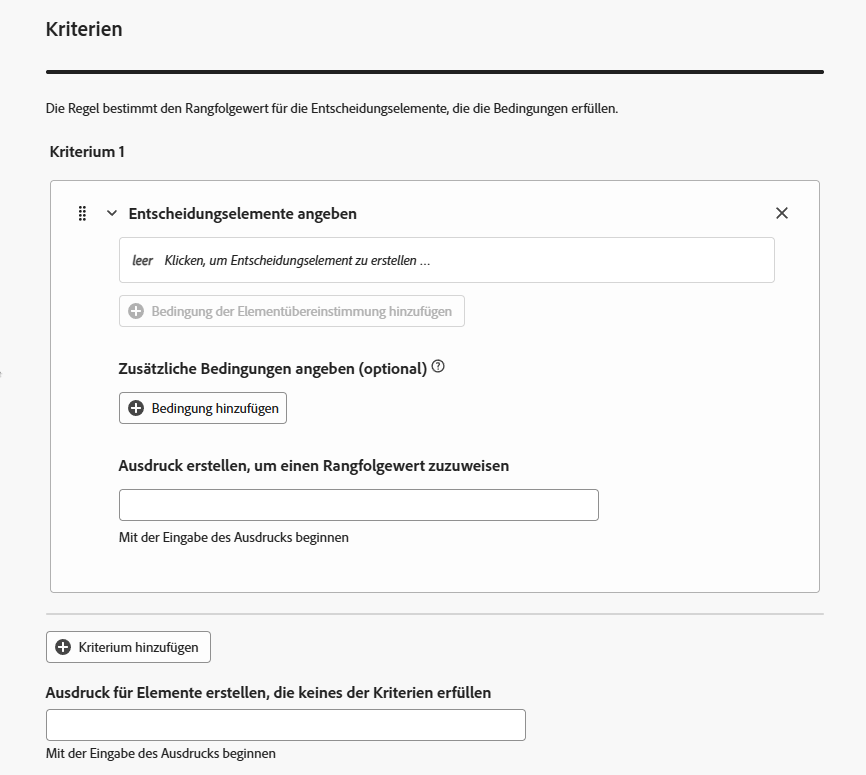 Kriterien
Die Regel bestimmt den Rangfolgewert für die Entscheidungselemente, die die Bedingungen erfüllen.
Kriterium 1
Entscheidungselemente angeben
leer Klicken, um Entscheidungselement zu erstellen ...
Bedingung der Elementübereinstimmung hinzufügen
Zusätzliche Bedingungen angeben (optional)
Bedingung hinzufügen
Ausdruck erstellen, um einen Rangfolgewert zuzuweisen
Mit der Eingabe des Ausdrucks beginnen
Kriterium hinzufügen
Ausdruck für Elemente erstellen, die keines der Kriterien erfüllen
Mit der Eingabe des Ausdrucks beginnen